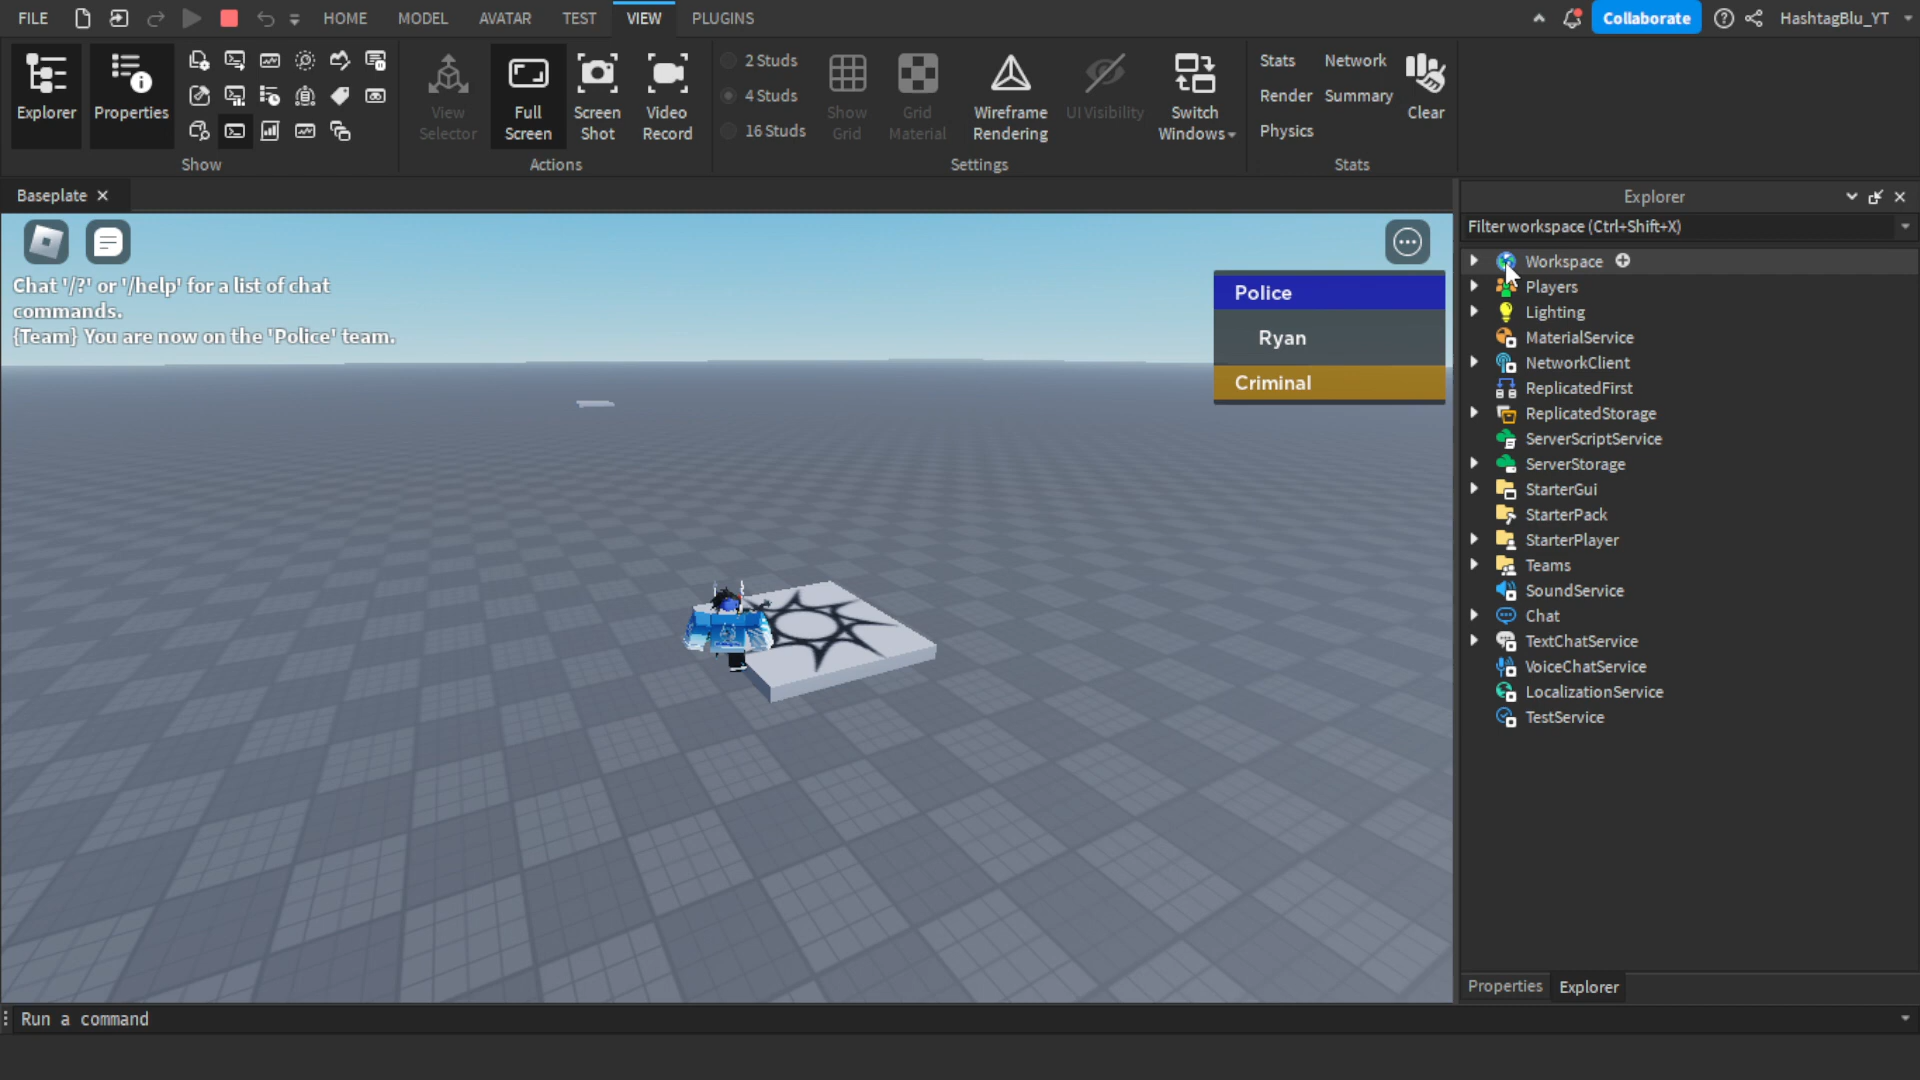 FILE HOME MODEL AVATAR TEST VIEW PLUGINS Collaborate HashtagBlu_YT
Explorer
Properties
Show
View
Selector
Full
Screen
Screen
Shot
Video
Record
Actions
2 Studs
4 Studs
16 Studs
Show
Grid
Grid
Material
Wireframe
Rendering
UI Visibility
Switch
Windows
Settings
Stats Network
Render Summary
Physics
Clear
Stats
Baseplate
Chat '/?' or '/help' for a list of chat
commands.
{Team} You are now on the 'Police' team.
Police
Ryan
Criminal
Explorer
Filter workspace (Ctrl+Shift+X)
Workspace
Players
Lighting
MaterialService
NetworkClient
ReplicatedFirst
ReplicatedStorage
ServerScriptService
ServerStorage
StarterGui
StarterPack
StarterPlayer
Teams
SoundService
Chat
TextChatService
VoiceChatService
LocalizationService
TestService
Properties Explorer
Run a command